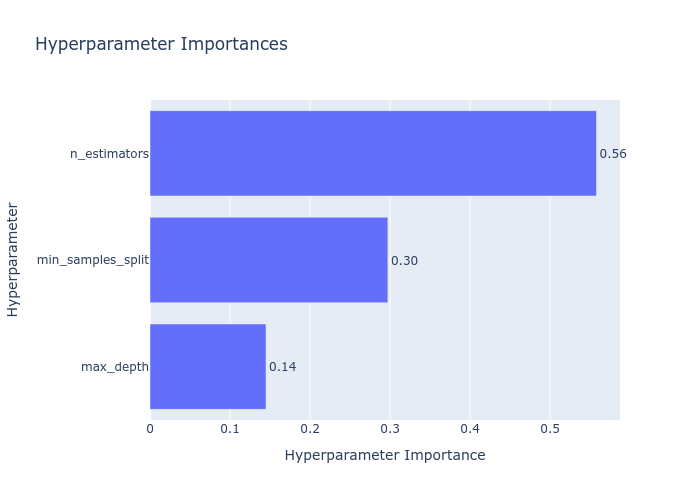 Hyperparameter Importances
Hyperparameter
n_estimators
0.56
min_samples_split
0.30
max_depth
0.14
0
0.1
0.2
0.3
0.4
0.5
Hyperparameter Importance